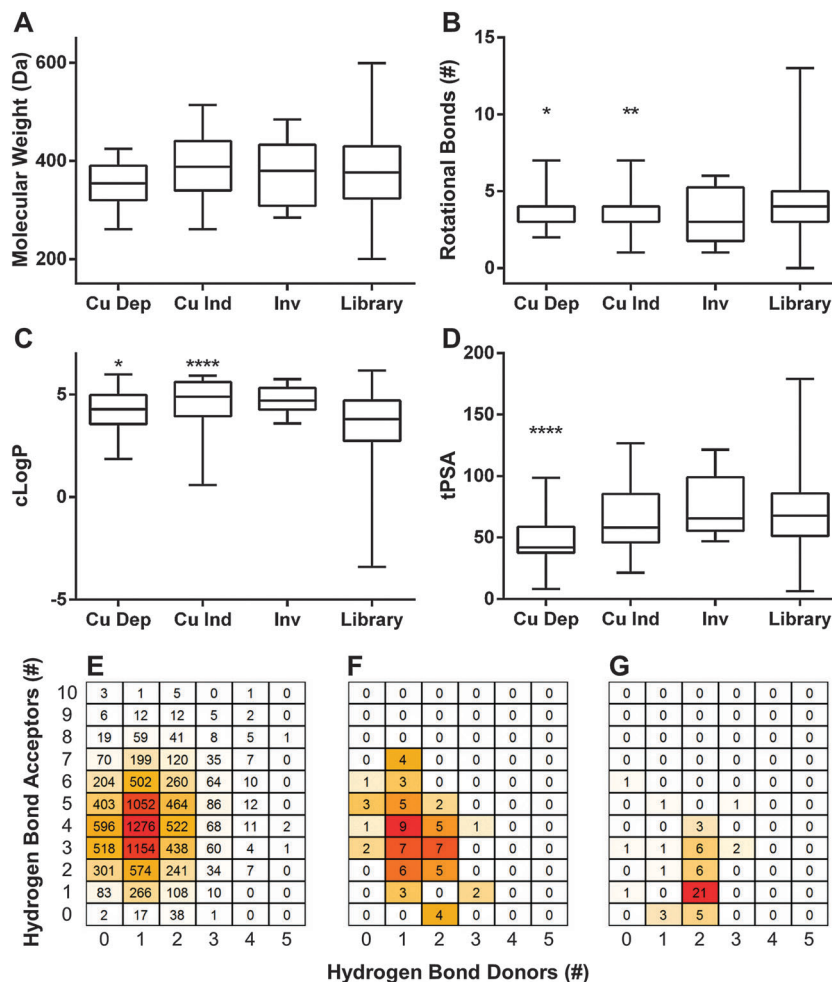 A
B
Molecular Weight (Da)
600
400
200
Cu Dep Cu Ind Inv Library
Rotational Bonds (#)
15
10
5
0
* **
Cu Dep Cu Ind Inv Library
C
D
cLogP
5
0
-5
* ****
Cu Dep Cu Ind Inv Library
tPSA
200
150
100
50
0
****
Cu Dep Cu Ind Inv Library
E
F
G
Hydrogen Bond Acceptors (#)
10 3 1 5 0 1 0
9 6 12 12 5 2 0
8 19 59 41 8 5 1
7 70 199 120 35 7 0
6 204 502 260 64 10 0
5 403 1052 464 86 12 0
4 596 1276 522 68 11 2
3 518 1154 438 60 4 1
2 301 574 241 34 7 0
1 83 266 108 10 0 0
0 2 17 38 1 0 0
0 1 2 3 4 5
0 0 0 0 0 0
0 0 0 0 0 0
0 0 0 0 0 0
0 4 0 0 0 0
1 3 0 0 0 0
3 5 2 0 0 0
1 9 5 1 0 0
2 7 7 0 0 0
0 6 5 0 0 0
0 3 0 2 0 0
0 0 4 0 0 0
0 1 2 3 4 5
0 0 0 0 0 0
0 0 0 0 0 0
0 0 0 0 0 0
0 0 0 0 0 0
1 0 0 0 0 0
0 1 0 1 0 0
0 0 3 0 0 0
1 1 6 2 0 0
0 1 6 0 0 0
1 0 21 0 0 0
0 3 5 0 0 0
0 1 2 3 4 5
Hydrogen Bond Donors (#)